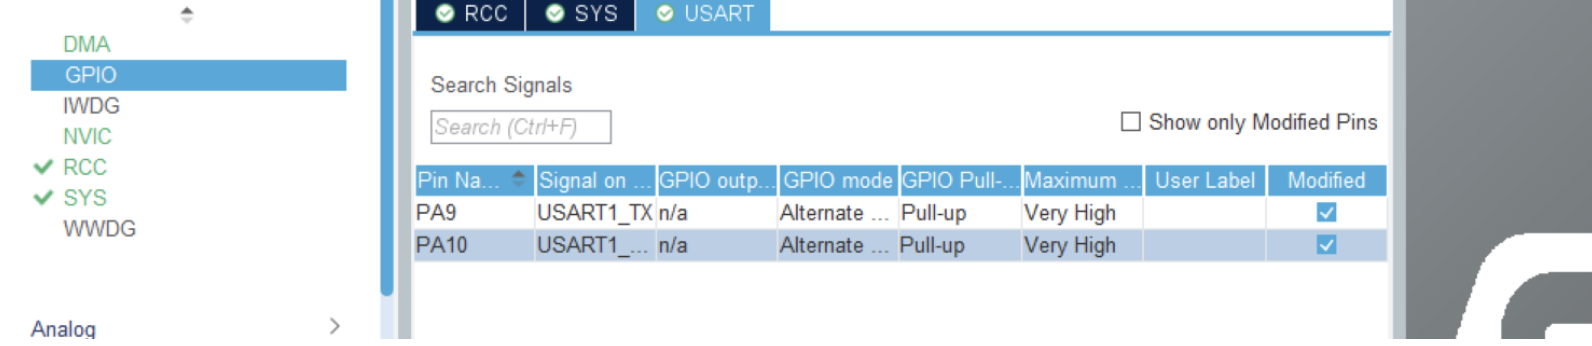 DMA
GPIO
IWDG
NVIC
RCC
SYS
WWDG
Analog
RCC SYS USART
Search Signals
Search (Ctrl+F)
Show only Modified Pins
Pin Na... Signal on ... GPIO outp... GPIO mode GPIO Pull-... Maximum ... User Label Modified
PA9 USART1_TX n/a Alternate ... Pull-up Very High
PA10 USART1_... n/a Alternate ... Pull-up Very High